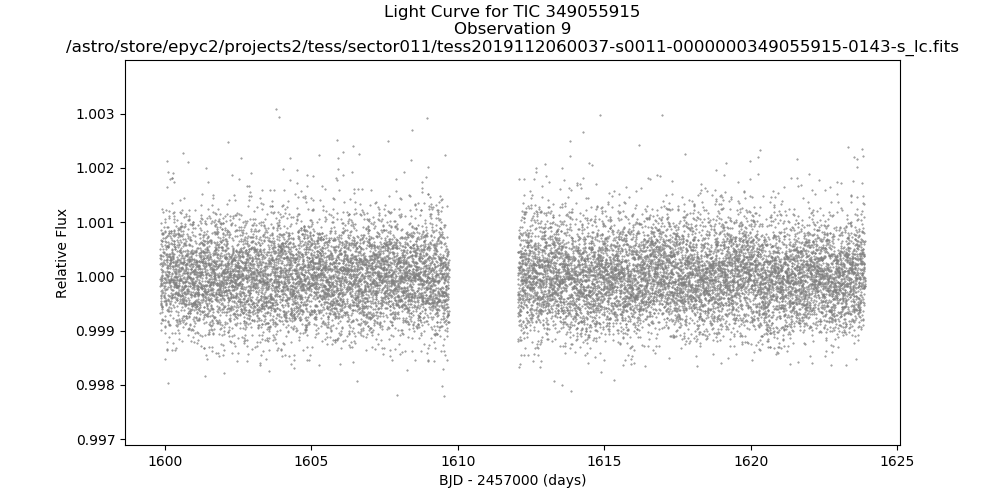 Light Curve for TIC 349055915
Observation 9
/astro/store/epyc2/projects2/tess/sector011/tess2019112060037-s0011-0000000349055915-0143-s_lc.fits
1.003
1.002
1.001
1.000
0.999
0.998
0.997
Relative Flux
1600 1605 1610 1615 1620 1625
BJD - 2457000 (days)